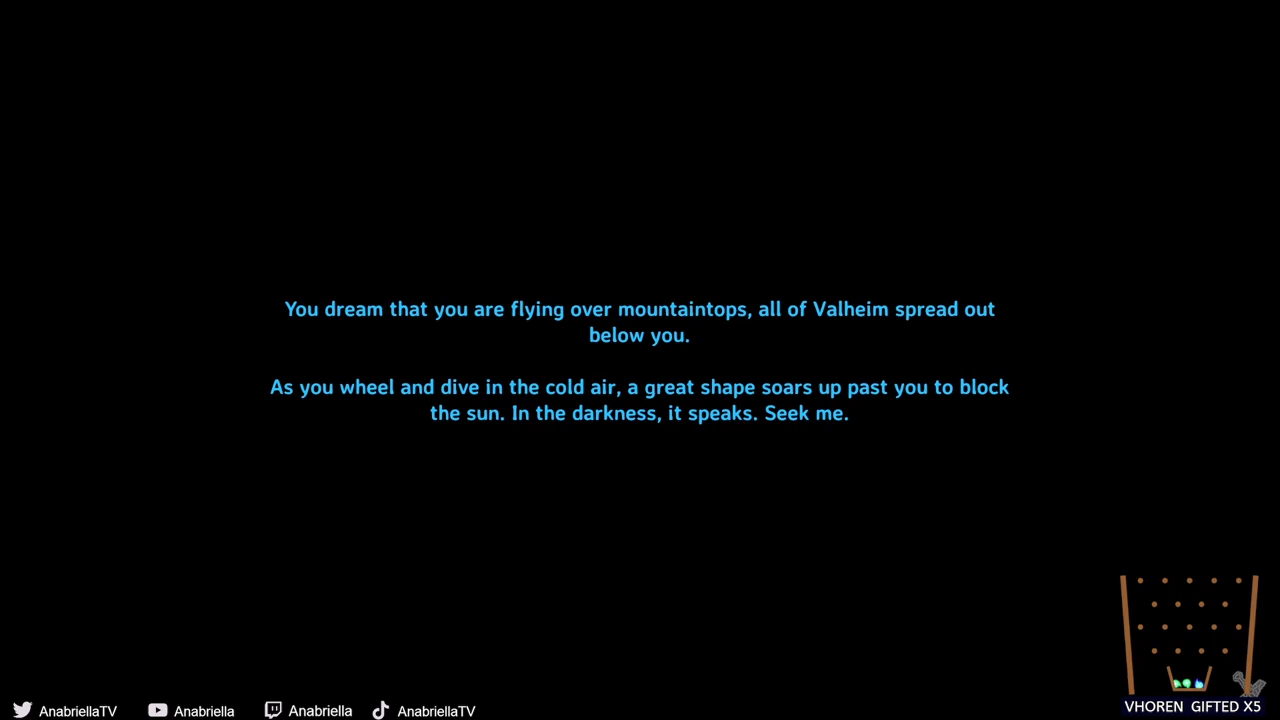 You dream that you are flying over mountaintops, all of Valheim spread out
below you.
As you wheel and dive in the cold air, a great shape soars up past you to block
the sun. In the darkness, it speaks. Seek me.
VHOREN GIFTED X5
AnabriellaTV Anabriella Anabriella AnabriellaTV